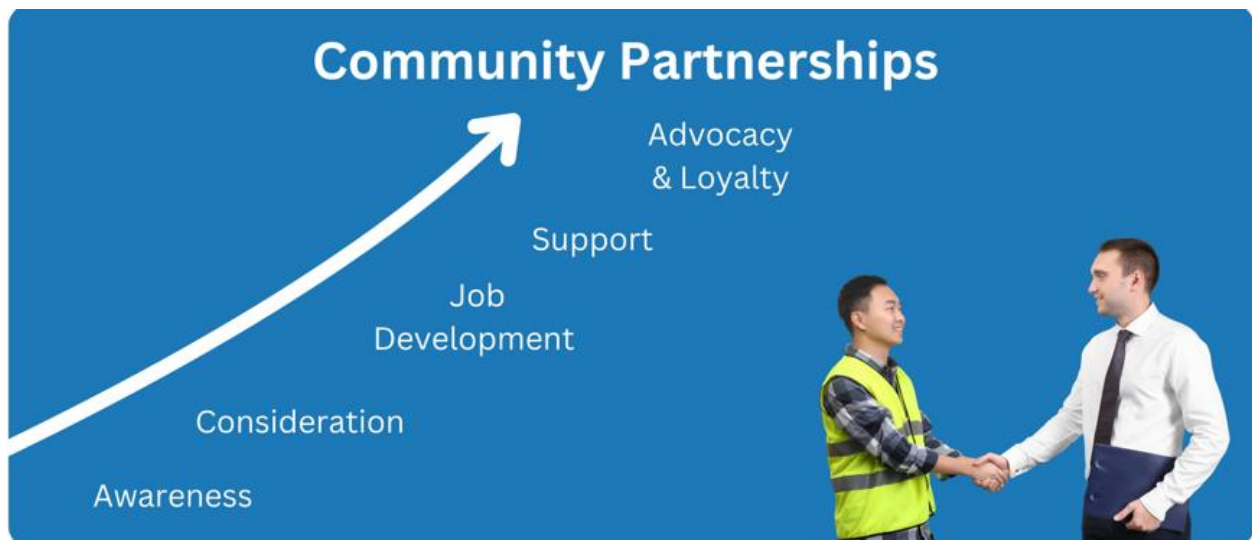 Community Partnerships
Advocacy
& Loyalty
Support
Job
Development
Consideration
Awareness